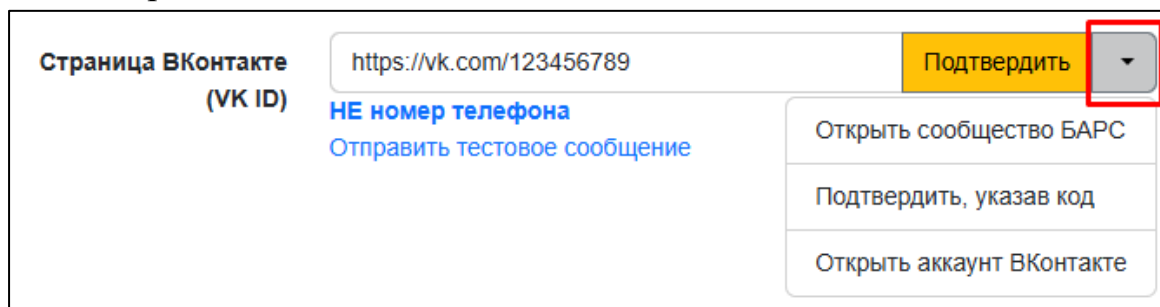 Страница ВКонтакте
(VK ID)
https://vk.com/123456789
Подтвердить
НЕ номер телефона
Отправить тестовое сообщение
Открыть сообщество БАРС
Подтвердить, указав код
Открыть аккаунт ВКонтакте